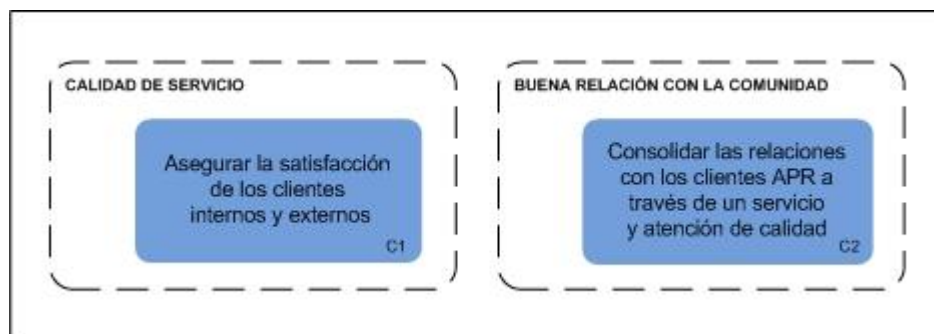 CALIDAD DE SERVICIO
Asegurar la satisfacción
de los clientes
internos y externos
C1
BUENA RELACIÓN CON LA COMUNIDAD
Consolidar las relaciones
con los clientes APR a
través de un servicio
y atención de calidad
C2